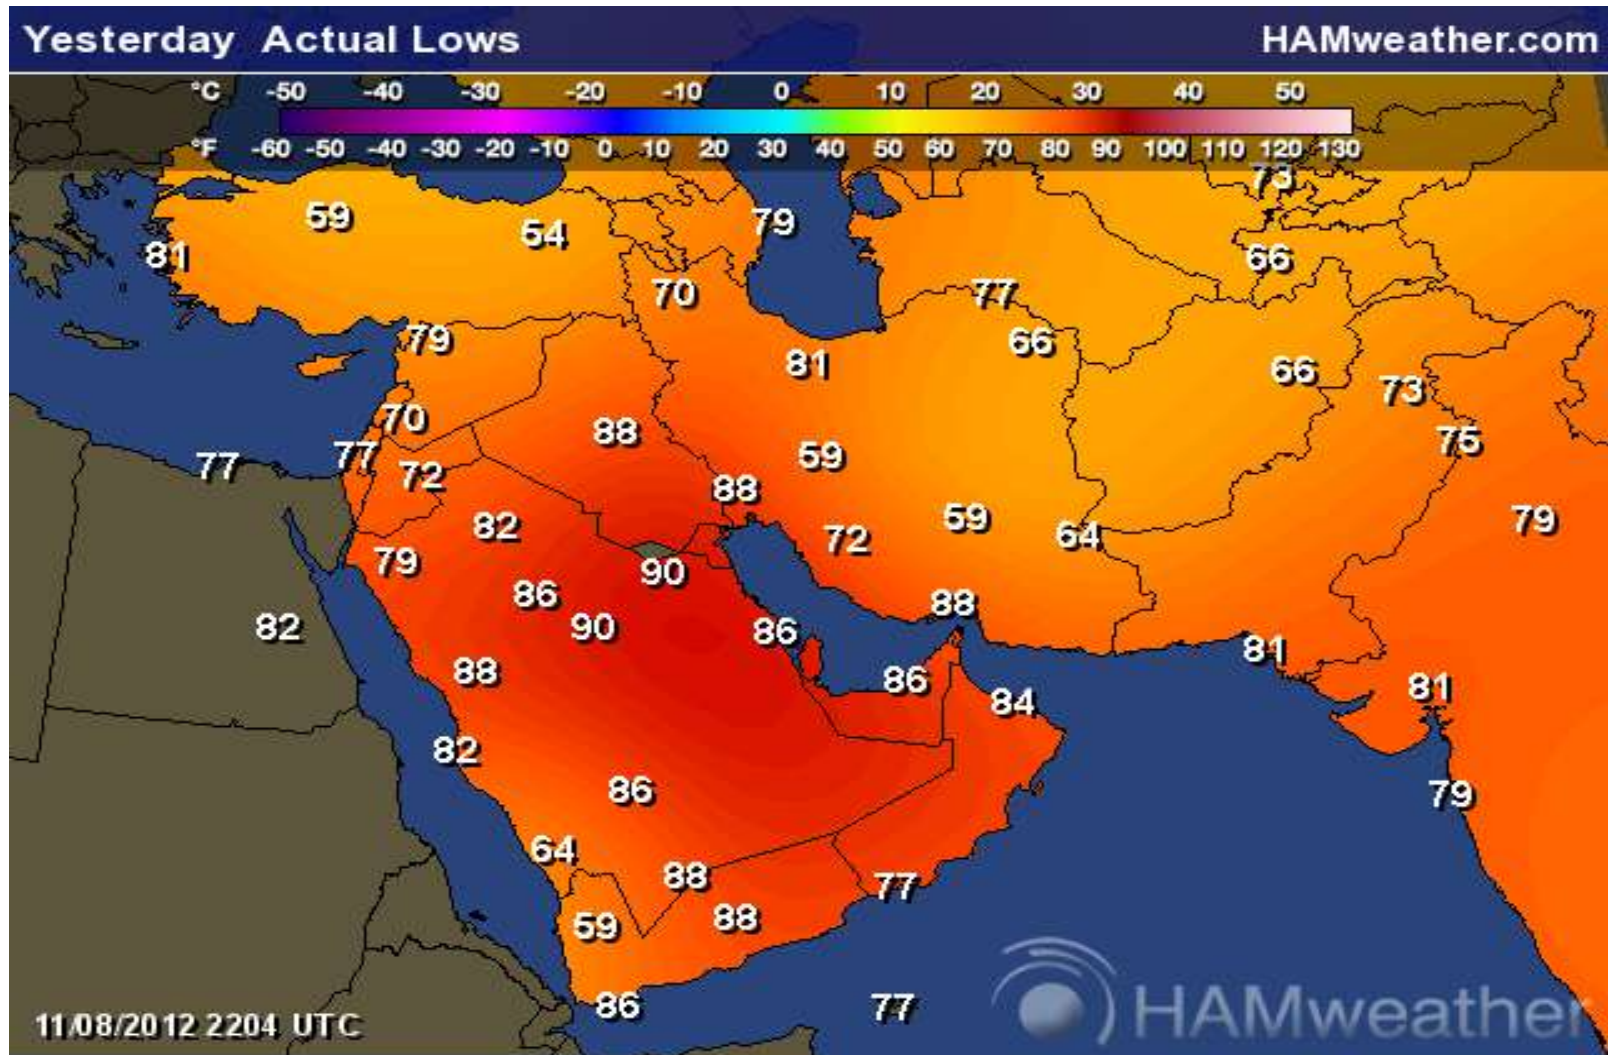 Yesterday Actual Lows HAMweather.com
°C -50 -40 -30 -20 -10 0 10 20 30 40 50
°F -60 -50 -40 -30 -20 -10 0 10 20 30 40 50 60 70 80 90 100 110 120 130
73
59 54 79
81 66
70 77
79 66
81 66
73
70 88 75
77 77 72 59
88
82 59 79
72 64
79 90
86 88
82 90 86 81
88 86 81
84
82
86 79
64
88 77
59 88
86 77
HAMweather
11/08/2012 2204 UTC